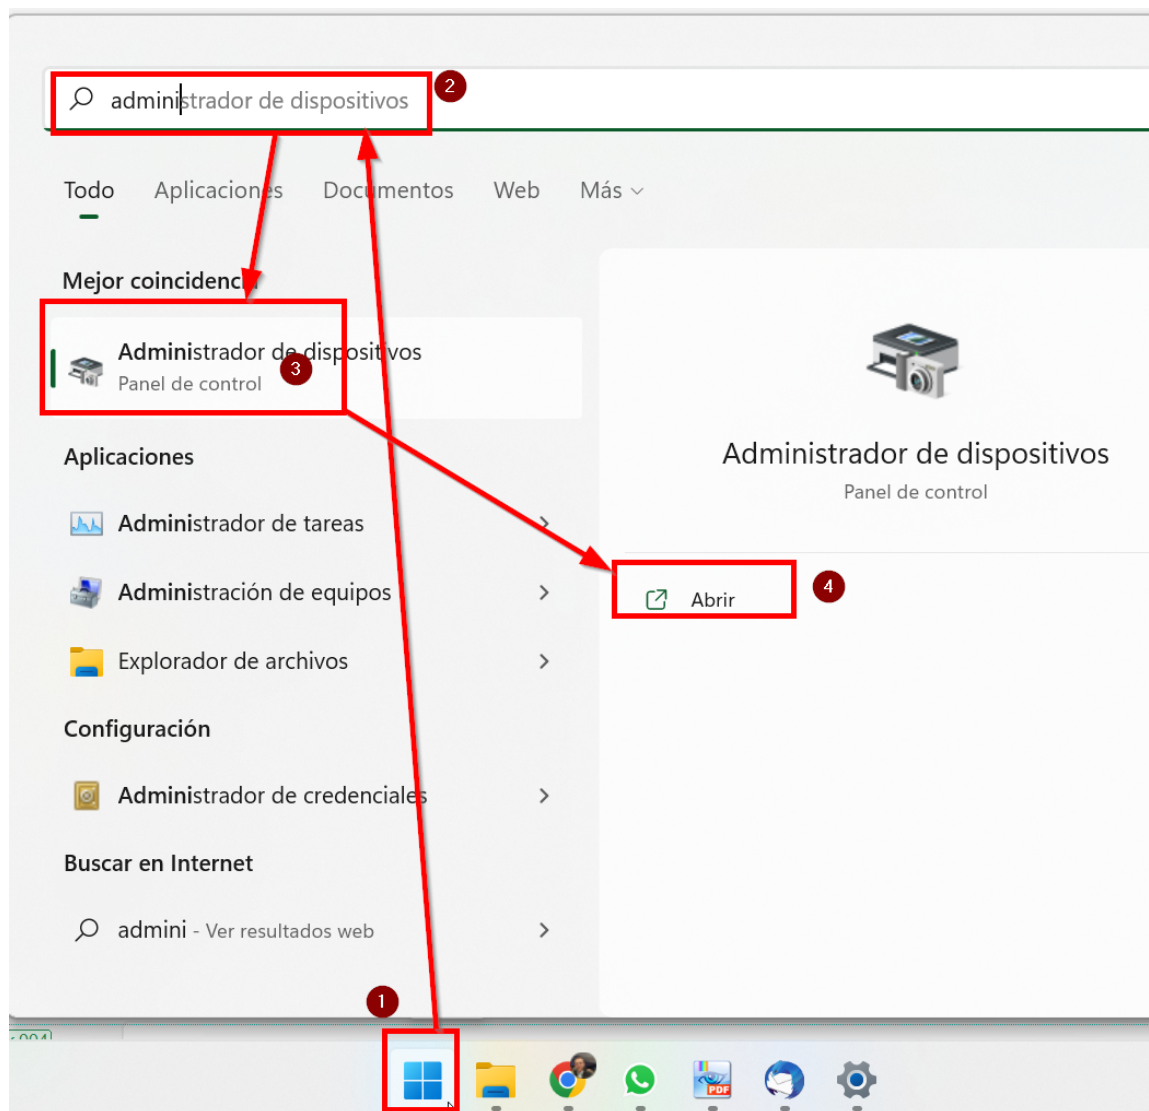 administrador de dispositivos
2
Todo Aplicaciones Documentos Web Más
Mejor coincidencia
Administrador de dispositivos
Panel de control
3
Aplicaciones
Administrador de tareas
Administración de equipos
Explorador de archivos
Configuración
Administrador de credenciales
Buscar en Internet
admini - Ver resultados web
Administrador de dispositivos
Panel de control
Abrir
4
1
PDF